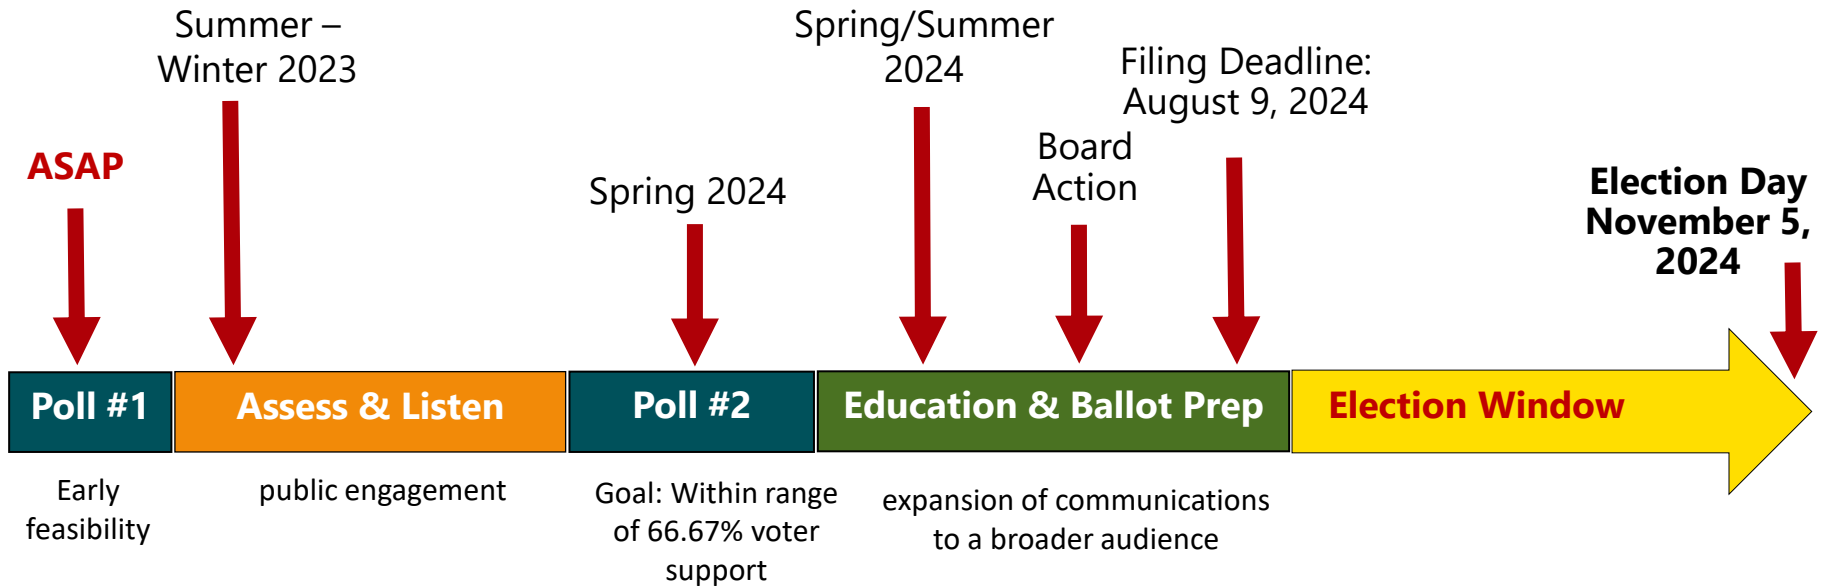 ASAP
Summer –
Winter 2023
Spring 2024
Spring/Summer
2024
Board
Action
Filing Deadline:
August 9, 2024
Election Day
November 5,
2024
Poll #1
Assess & Listen
Poll #2
Education & Ballot Prep
Election Window
Early
feasibility
public engagement
Goal: Within range
of 66.67% voter
support
expansion of communications
to a broader audience